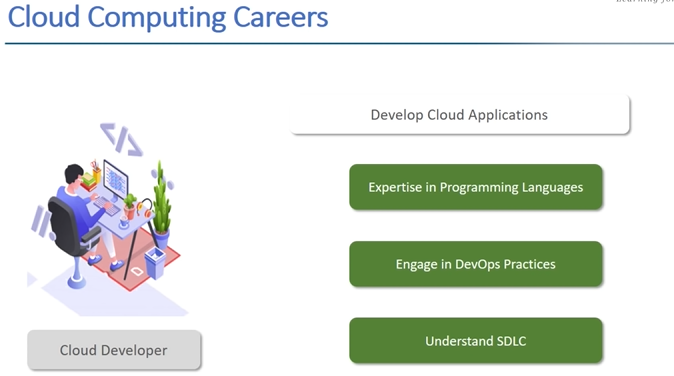 Cloud Computing Careers
Develop Cloud Applications
Expertise in Programming Languages
Engage in DevOps Practices
Understand SDLC
Cloud Developer